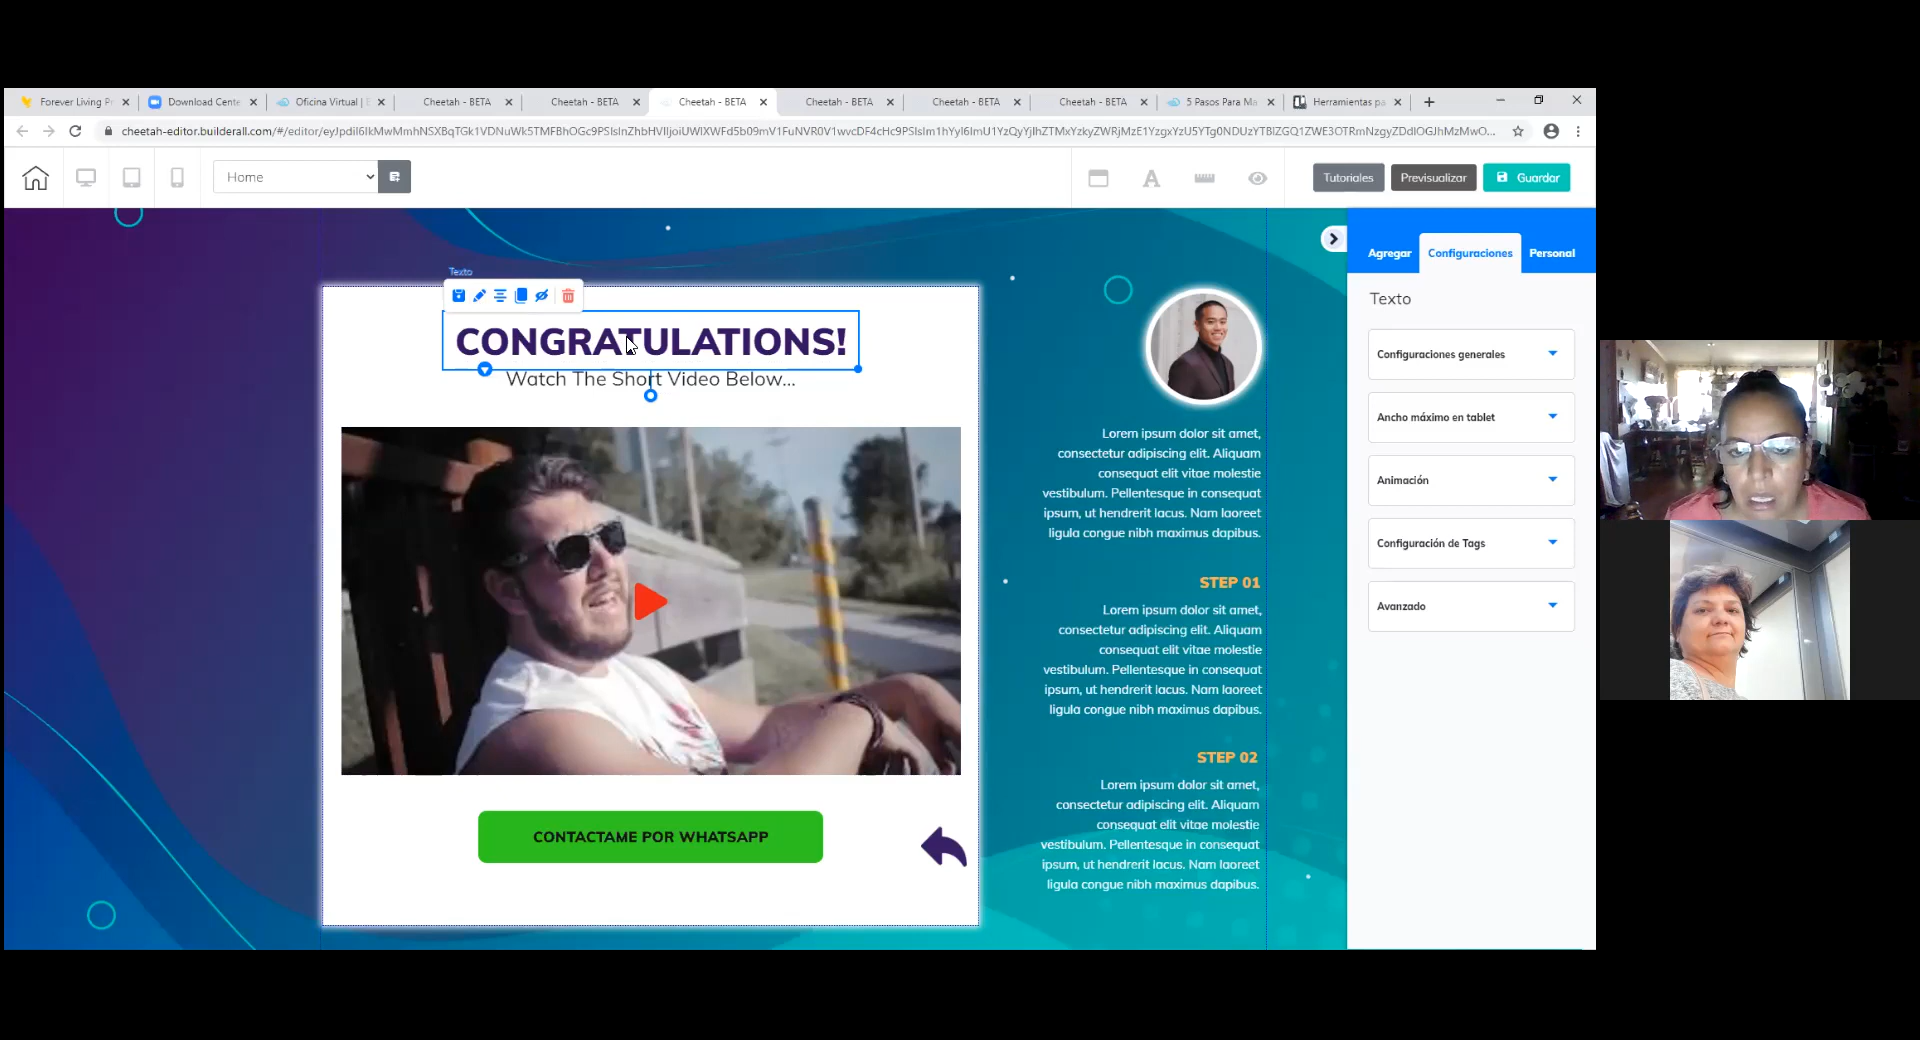 Forever Living Pr
Download Cente
Oficina Virtual | E
Cheetah - BETA
Cheetah - BETA
Cheetah - BETA
Cheetah - BETA
Cheetah - BETA
Cheetah - BETA
5 Pasos Para Ma
Herramientas pa
Home
Tutoriales
Previsualizar
Guardar
Agregar
Configuraciones
Personal
Texto
Configuraciones generales
Ancho máximo en tablet
Animación
Configuración de Tags
Avanzado
Texto
CONGRATULATIONS!
Watch The Short Video Below...
CONTACTAME POR WHATSAPP
Lorem ipsum dolor sit amet,
consectetur adipiscing elit. Aliquam
consequat elit vitae molestie
vestibulum. Pellentesque in consequat
ipsum, ut hendrerit lacus. Nam laoreet
ligula congue nibh maximus dapibus.
STEP 01
Lorem ipsum dolor sit amet,
consectetur adipiscing elit. Aliquam
consequat elit vitae molestie
vestibulum. Pellentesque in consequat
ipsum, ut hendrerit lacus. Nam laoreet
ligula congue nibh maximus dapibus.
STEP 02
Lorem ipsum dolor sit amet,
consectetur adipiscing elit. Aliquam
consequat elit vitae molestie
vestibulum. Pellentesque in consequat
ipsum, ut hendrerit lacus. Nam laoreet
ligula congue nibh maximus dapibus.